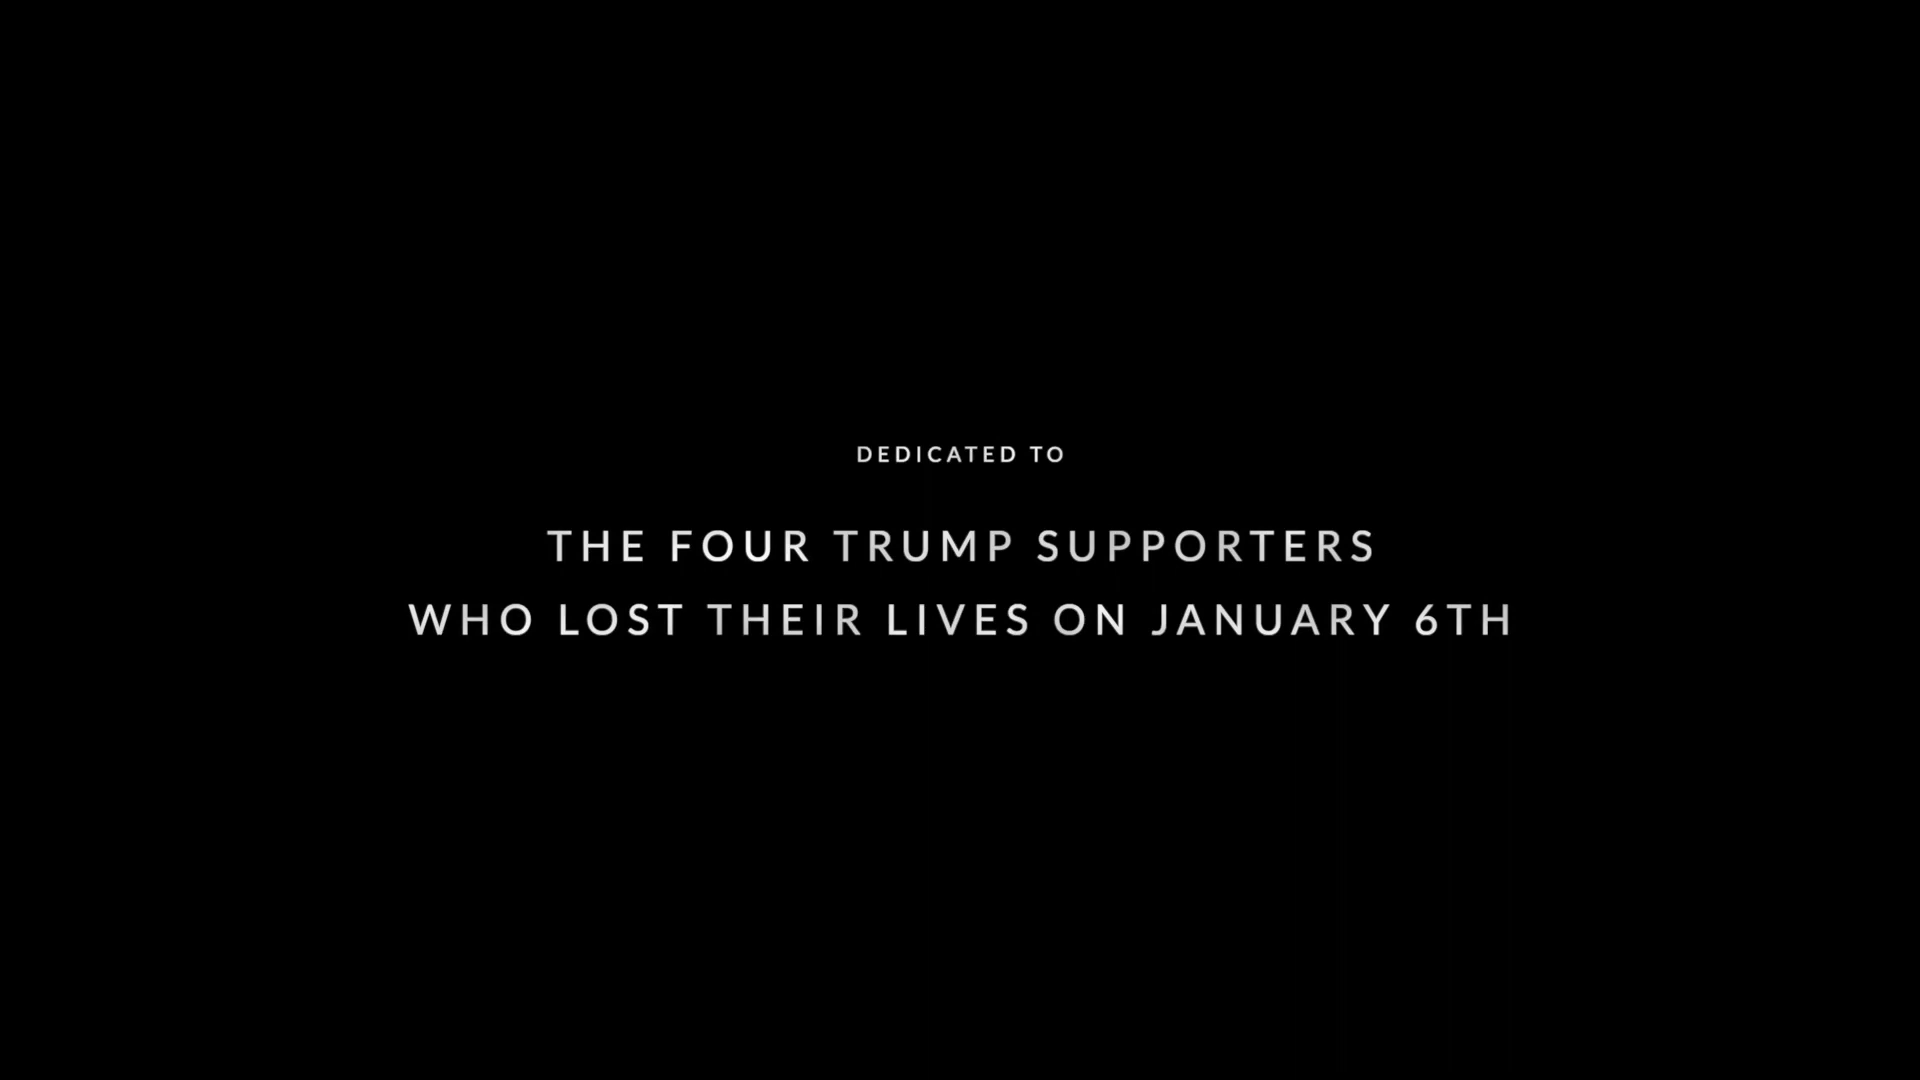 DEDICATED TO
THE FOUR TRUMP SUPPORTERS
WHO LOST THEIR LIVES ON JANUARY 6TH